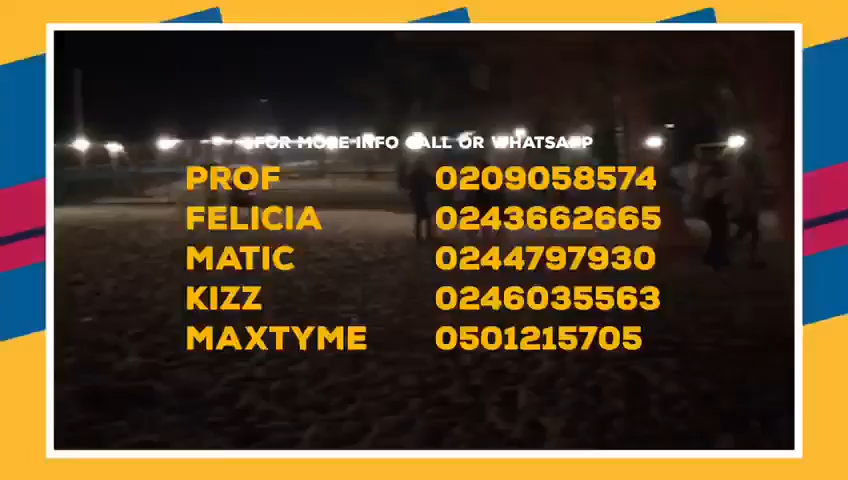 FOR MORE INFO CALL OR WHATSAPP
PROF 0209058574
FELICIA 0243662665
MATIC 0244797930
KIZZ 0246035563
MAXTYME 0501215705